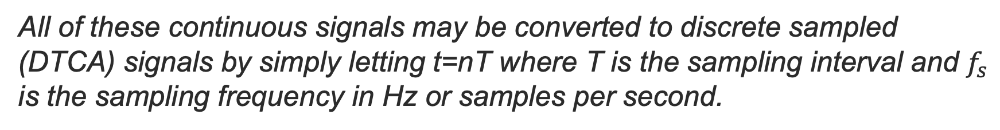 All of these continuous signals may be converted to discrete sampled
(DTCA) signals by simply letting t=nT where T is the sampling interval and fₛ
is the sampling frequency in Hz or samples per second.